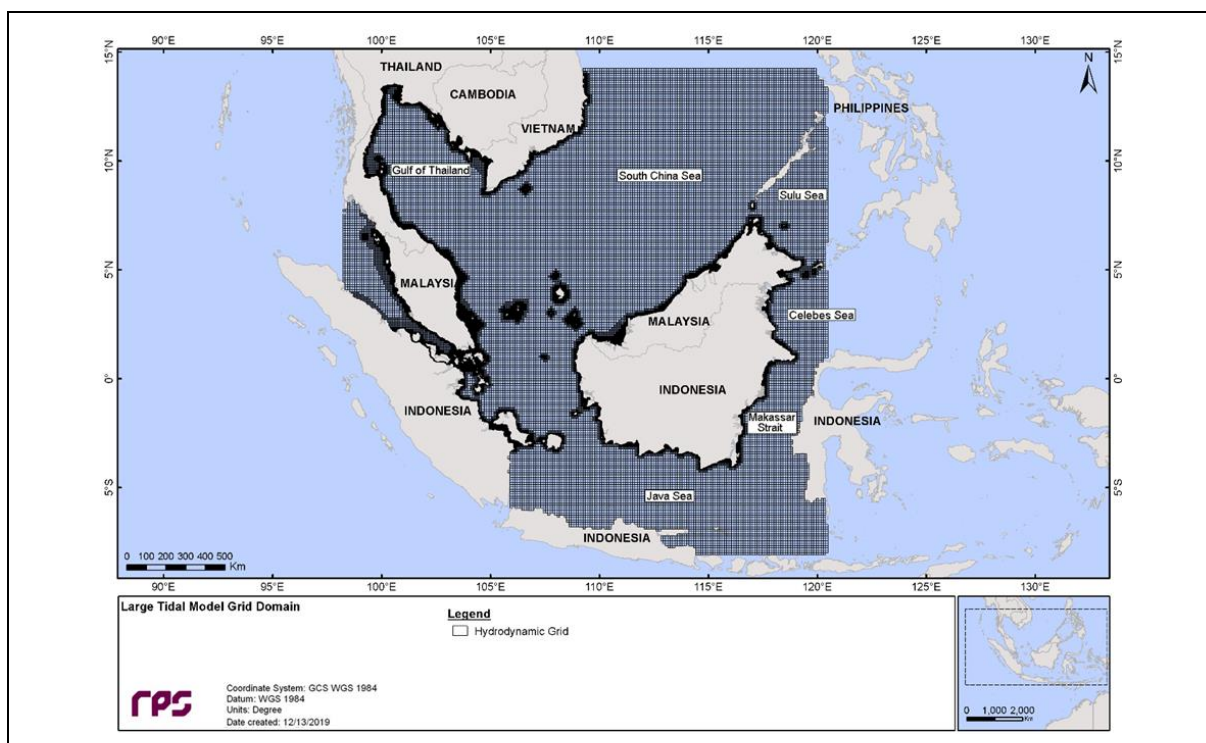 90°E 95°E 100°E 105°E 110°E 115°E 120°E 125°E 130°E
15°N 15°N
N
THAILAND
CAMBODIA
PHILIPPINES
VIETNAM
10°N 10°N
Gulf of Thailand
South China Sea
Sulu Sea
5°N 5°N
MALAYSI
Celebes Sea
MALAYSIA
0° 0°
INDONESIA
INDONESIA
Makassar
Strait
INDONESIA
5°S 5°S
Java Sea
INDONESIA
0 100 200 300 400 500
Km
90°E 95°E 100°E 105°E 110°E 115°E 120°E 125°E 130°E
Large Tidal Model Grid Domain
Legend
Hydrodynamic Grid
rps
Coordinate System: GCS WGS 1984
Datum: WGS 1984
Units: Degree
Date created: 12/13/2019
0 1,000 2,000
Km